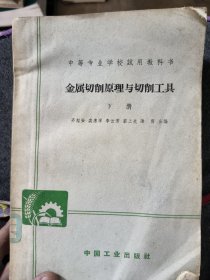 中等专业学校试用教科书
金属切削原理与切削工具
下册
中国工业出版社